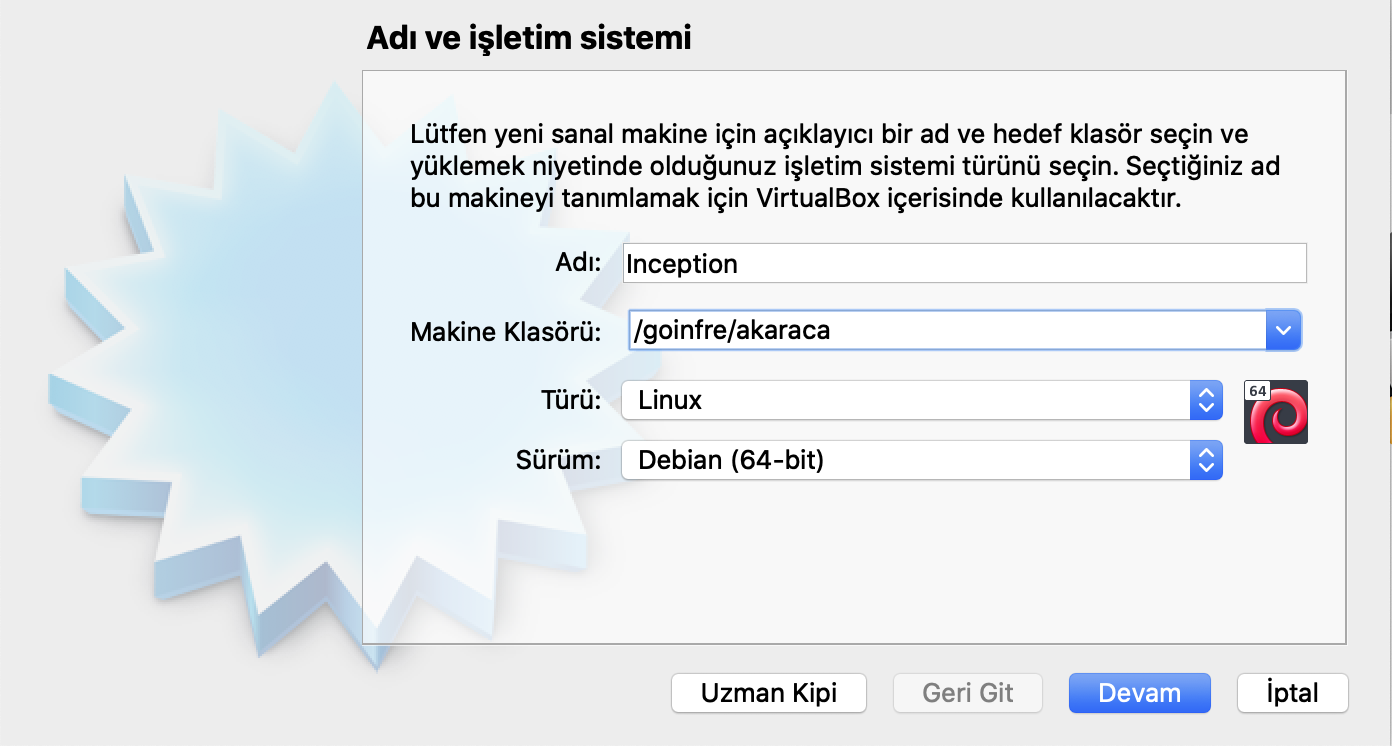 Adı ve işletim sistemi
Lütfen yeni sanal makine için açıklayıcı bir ad ve hedef klasör seçin ve
yüklemek niyetinde olduğunuz işletim sistemi türünü seçin. Seçtiğiniz ad
bu makineyi tanımlamak için VirtualBox içerisinde kullanılacaktır.
Adı: Inception
Makine Klasörü: /goinfre/akaraca
Türü: Linux
64
Sürüm: Debian (64-bit)
Uzman Kipi Geri Git Devam İptal